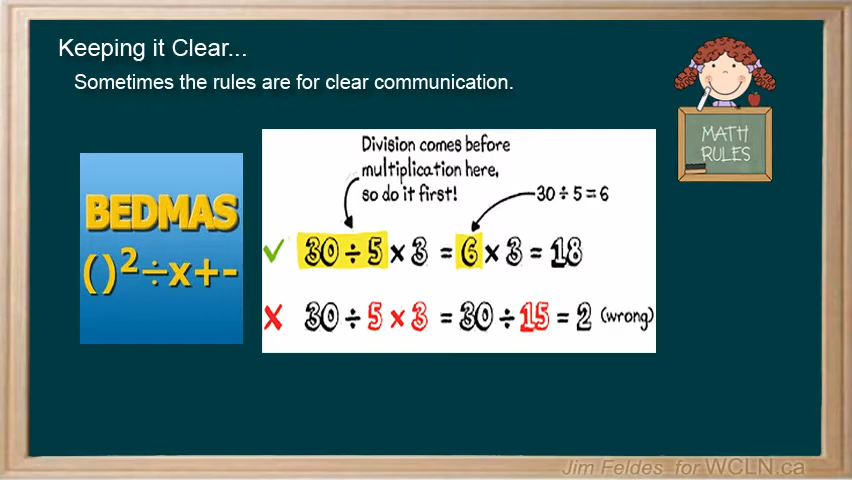 Keeping it Clear...
Sometimes the rules are for clear communication.
MATH
RULES
BEDMAS
()²÷x+-
Division comes before
multiplication here,
so do it first!
30 ÷ 5 = 6
✓ 30 ÷ 5 × 3 = 6 × 3 = 18
✗ 30 ÷ 5 × 3 = 30 ÷ 15 = 2 (wrong)
Jim Feldes for WCLN.ca